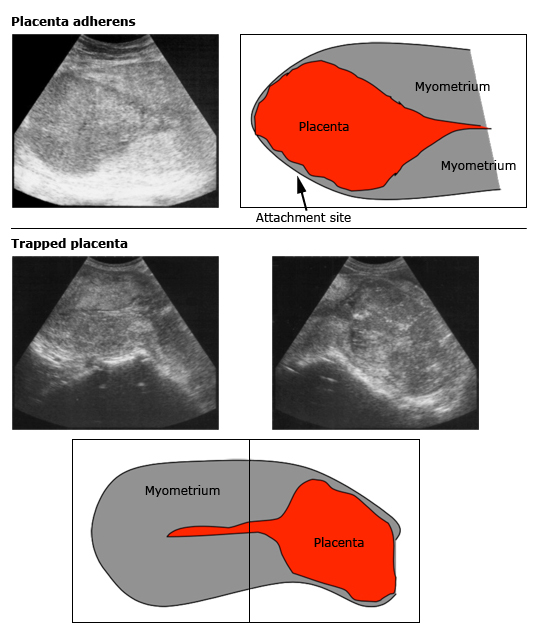 Placenta adherens
Myometrium
Placenta
Myometrium
Attachment site
Trapped placenta
Myometrium
Placenta